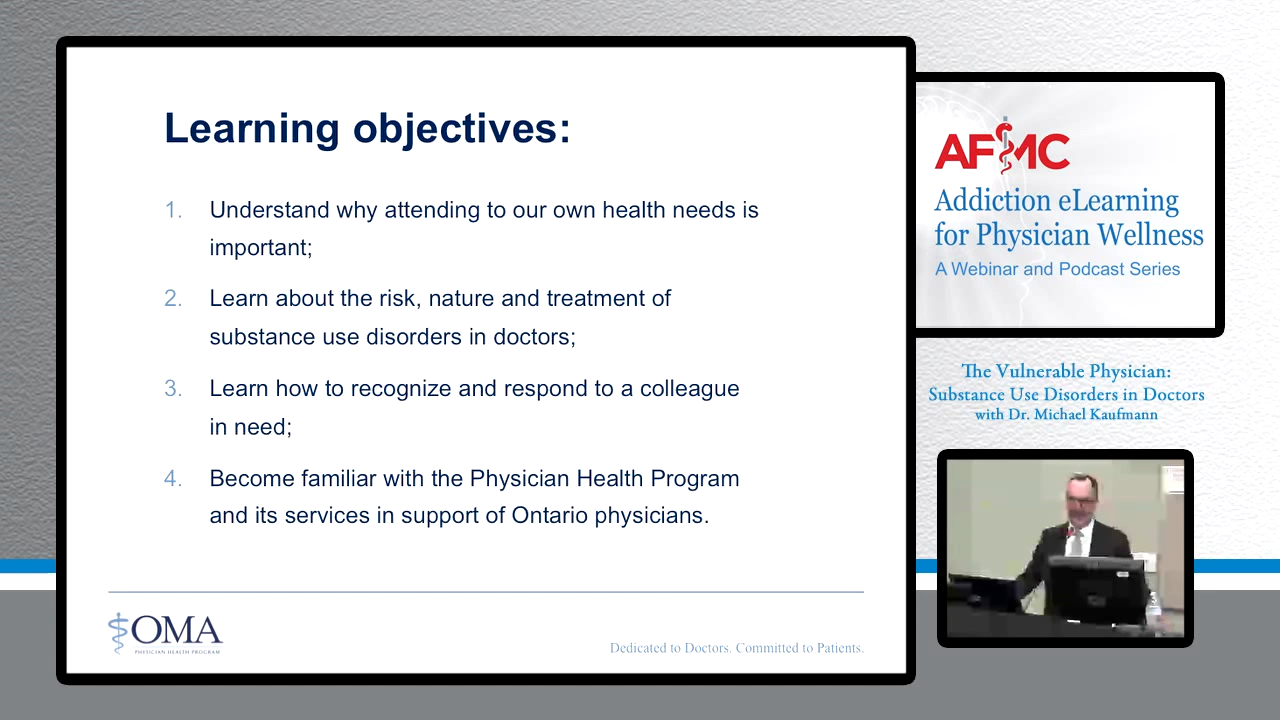 Learning objectives:
1. Understand why attending to our own health needs is
important;
2. Learn about the risk, nature and treatment of
substance use disorders in doctors;
3. Learn how to recognize and respond to a colleague
in need;
4. Become familiar with the Physician Health Program
and its services in support of Ontario physicians.
OMA
PHYSICIAN HEALTH PROGRAM
Dedicated to Doctors. Committed to Patients.
AFMC
Addiction eLearning
for Physician Wellness
A Webinar and Podcast Series
The Vulnerable Physician:
Substance Use Disorders in Doctors
with Dr. Michael Kaufmann